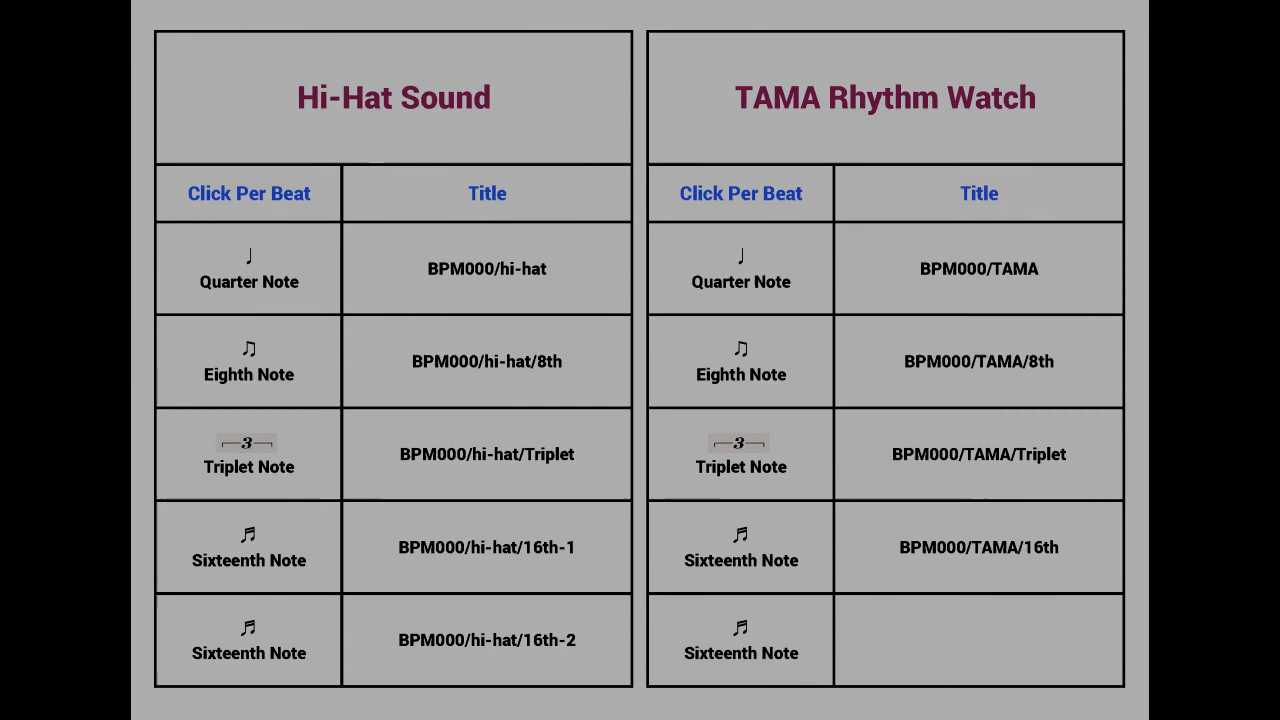 Hi-Hat Sound
Click Per Beat Title
♩
Quarter Note BPM000/hi-hat
♫
Eighth Note BPM000/hi-hat/8th
3
Triplet Note BPM000/hi-hat/Triplet
♬
Sixteenth Note BPM000/hi-hat/16th-1
♬
Sixteenth Note BPM000/hi-hat/16th-2
TAMA Rhythm Watch
Click Per Beat Title
♩
Quarter Note BPM000/TAMA
♫
Eighth Note BPM000/TAMA/8th
3
Triplet Note BPM000/TAMA/Triplet
♬
Sixteenth Note BPM000/TAMA/16th
♬
Sixteenth Note